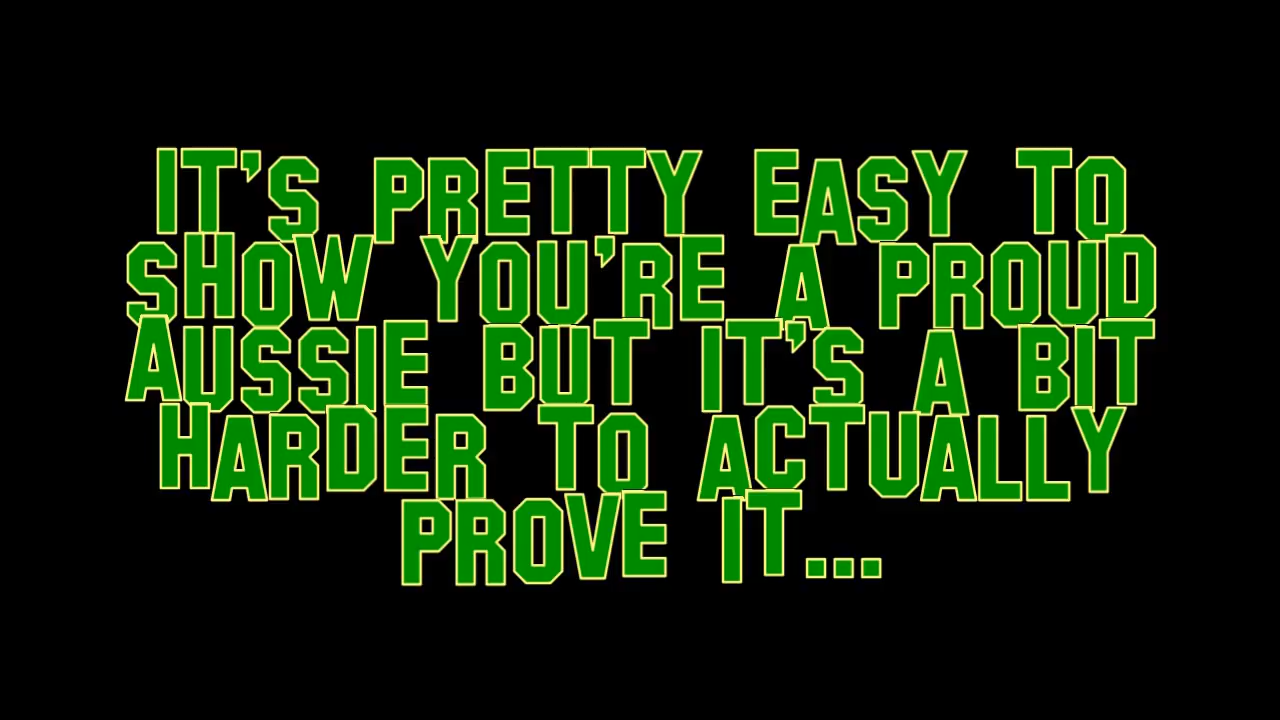 IT'S PRETTY EASY TO
SHOW YOU'RE A PROUD
AUSSIE BUT IT'S A BIT
HARDER TO ACTUALLY
PROVE IT...